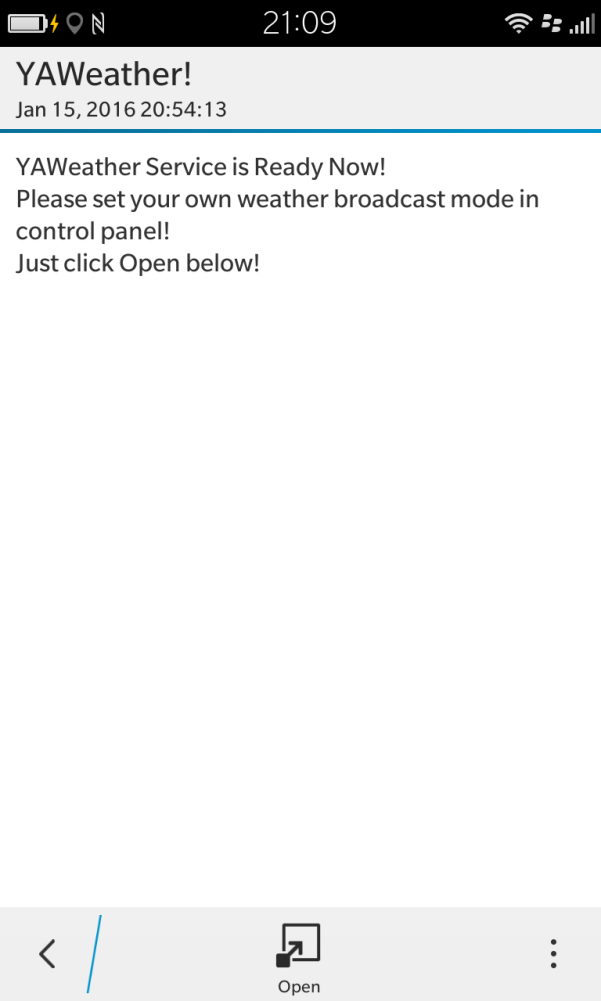 21:09
YAWeather!
Jan 15, 2016 20:54:13
YAWeather Service is Ready Now!
Please set your own weather broadcast mode in
control panel!
Just click Open below!
Open